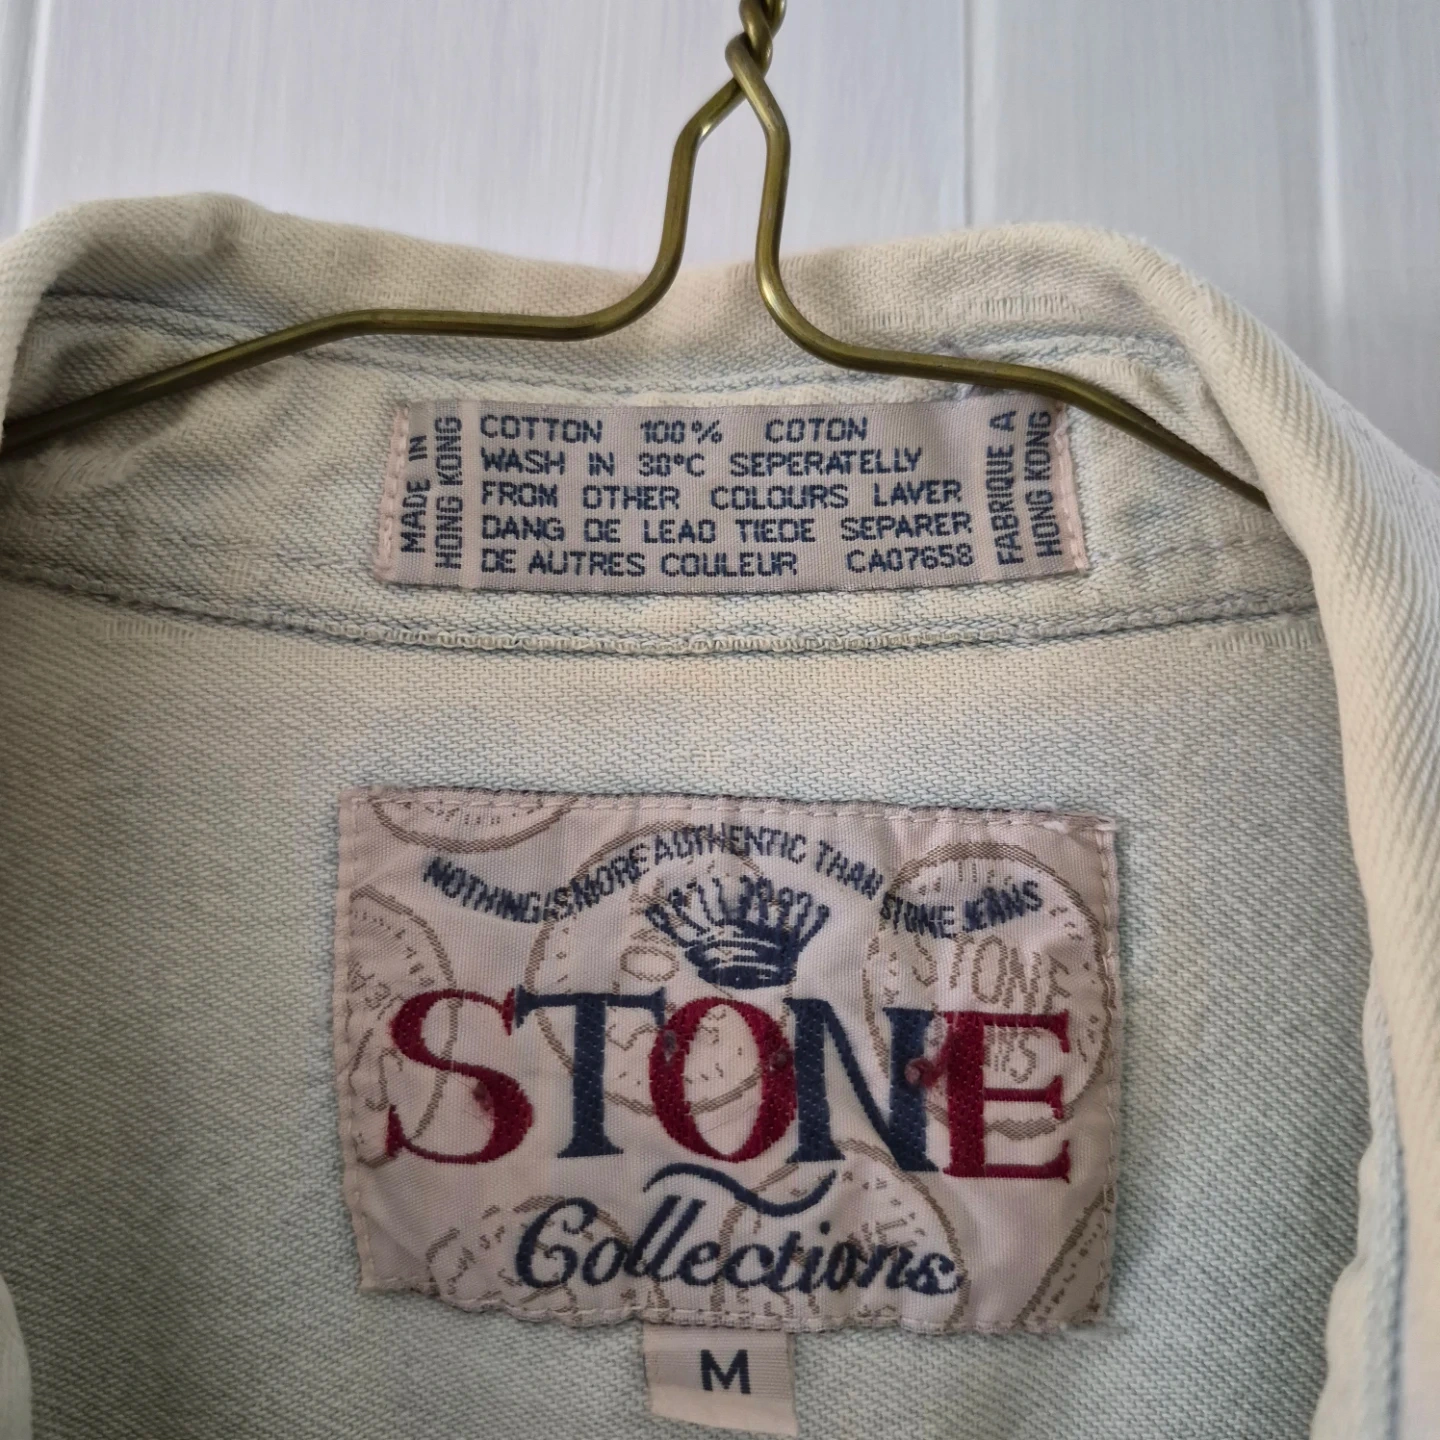 MADE IN
HONG KONG
COTTON 100% COTON
WASH IN 30°C SEPERATELLY
FROM OTHER COLOURS LAVER
DANG DE LEAO TIEDE SEPARER
DE AUTRES COULEUR CA07658
FABRIQUE A
HONG KONG
NOTHING IS MORE AUTHENTIC THAN STONE JEANS
STONE
STONE
Collections
M